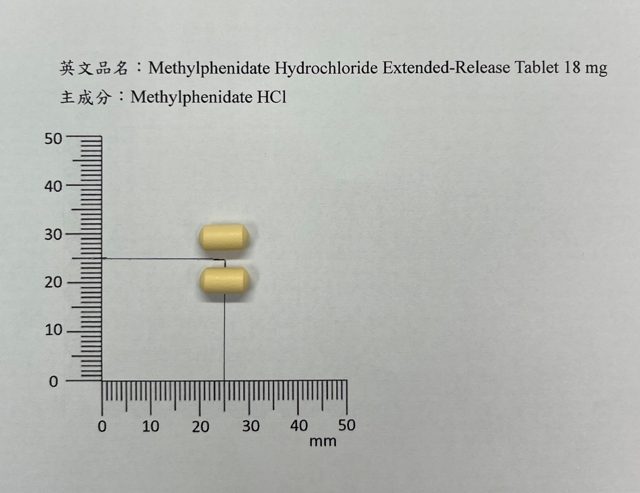 英文品名：Methylphenidate Hydrochloride Extended-Release Tablet 18 mg
主成分：Methylphenidate HCl
50
40
30
20
10
0
0 10 20 30 40 50
mm